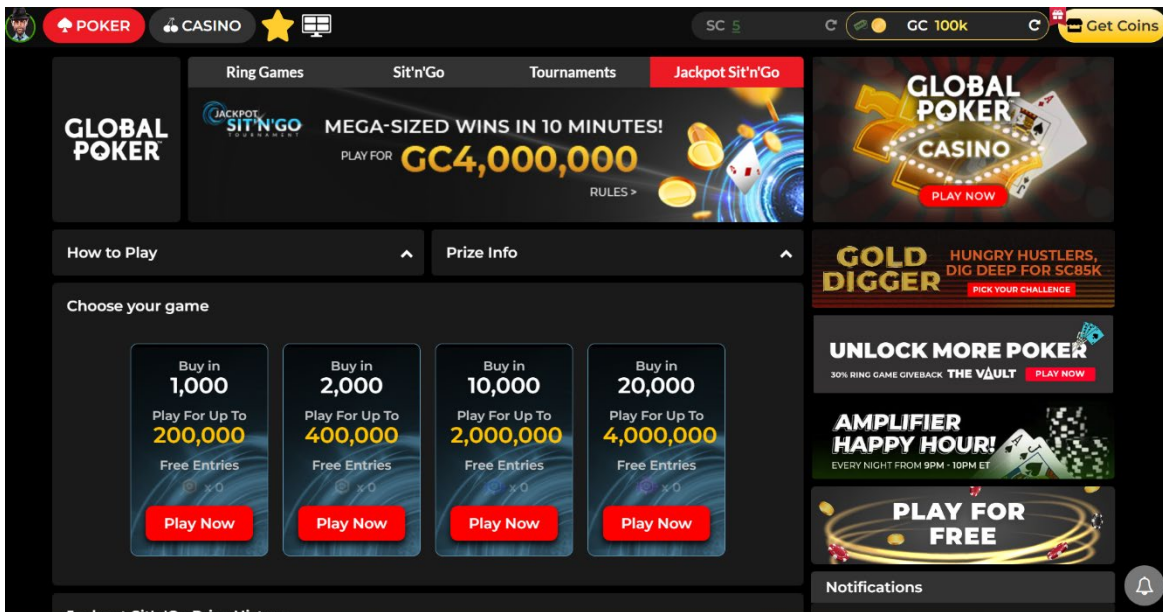 POKER
CASINO
SC 5
GC 100k
Get Coins
GLOBAL
POKER
Ring Games
Sit'n'Go
Tournaments
Jackpot Sit'n'Go
JACKPOT
SIT'N'GO
TOURNAMENT
MEGA-SIZED WINS IN 10 MINUTES!
PLAY FOR GC4,000,000
RULES >
GLOBAL
POKER
CASINO
PLAY NOW
How to Play
Prize Info
GOLD
DIGGER
HUNGRY HUSTLERS,
DIG DEEP FOR SC85K
PICK YOUR CHALLENGE
Choose your game
Buy in
1,000
Play For Up To
200,000
Free Entries
x 0
Play Now
Buy in
2,000
Play For Up To
400,000
Free Entries
x 0
Play Now
Buy in
10,000
Play For Up To
2,000,000
Free Entries
x 0
Play Now
Buy in
20,000
Play For Up To
4,000,000
Free Entries
x 0
Play Now
UNLOCK MORE POKER
30% RING GAME GIVEBACK THE VAULT PLAY NOW
AMPLIFIER
HAPPY HOUR!
EVERY NIGHT FROM 9PM - 10PM ET
PLAY FOR
FREE
Notifications